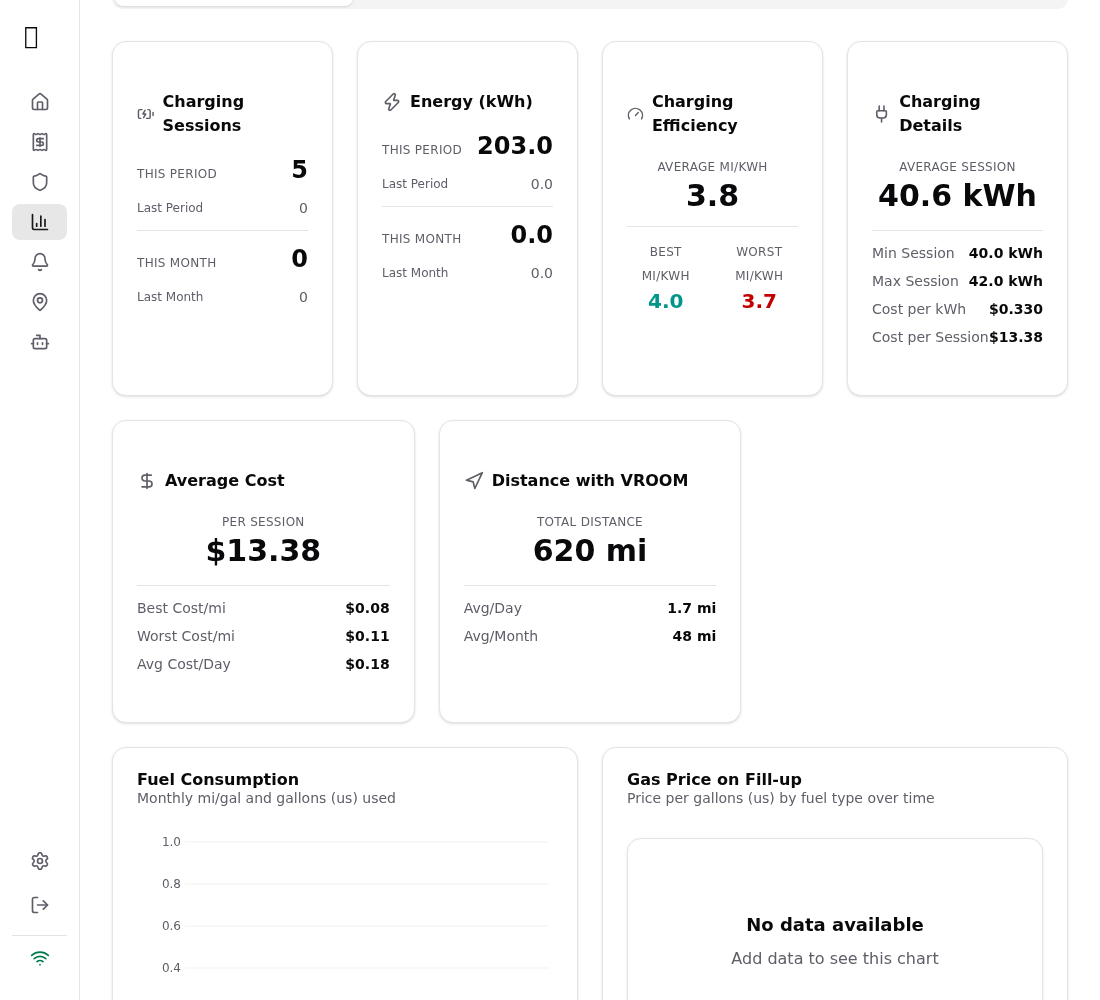 Charging
Sessions
THIS PERIOD 5
Last Period 0
THIS MONTH 0
Last Month 0
Energy (kWh)
THIS PERIOD 203.0
Last Period 0.0
THIS MONTH 0.0
Last Month 0.0
Charging
Efficiency
AVERAGE MI/KWH
3.8
BEST
MI/KWH
4.0
WORST
MI/KWH
3.7
Charging
Details
AVERAGE SESSION
40.6 kWh
Min Session 40.0 kWh
Max Session 42.0 kWh
Cost per kWh $0.330
Cost per Session $13.38
Average Cost
PER SESSION
$13.38
Best Cost/mi $0.08
Worst Cost/mi $0.11
Avg Cost/Day $0.18
Distance with VROOM
TOTAL DISTANCE
620 mi
Avg/Day 1.7 mi
Avg/Month 48 mi
Fuel Consumption
Monthly mi/gal and gallons (us) used
1.0
0.8
0.6
0.4
Gas Price on Fill-up
Price per gallons (us) by fuel type over time
No data available
Add data to see this chart